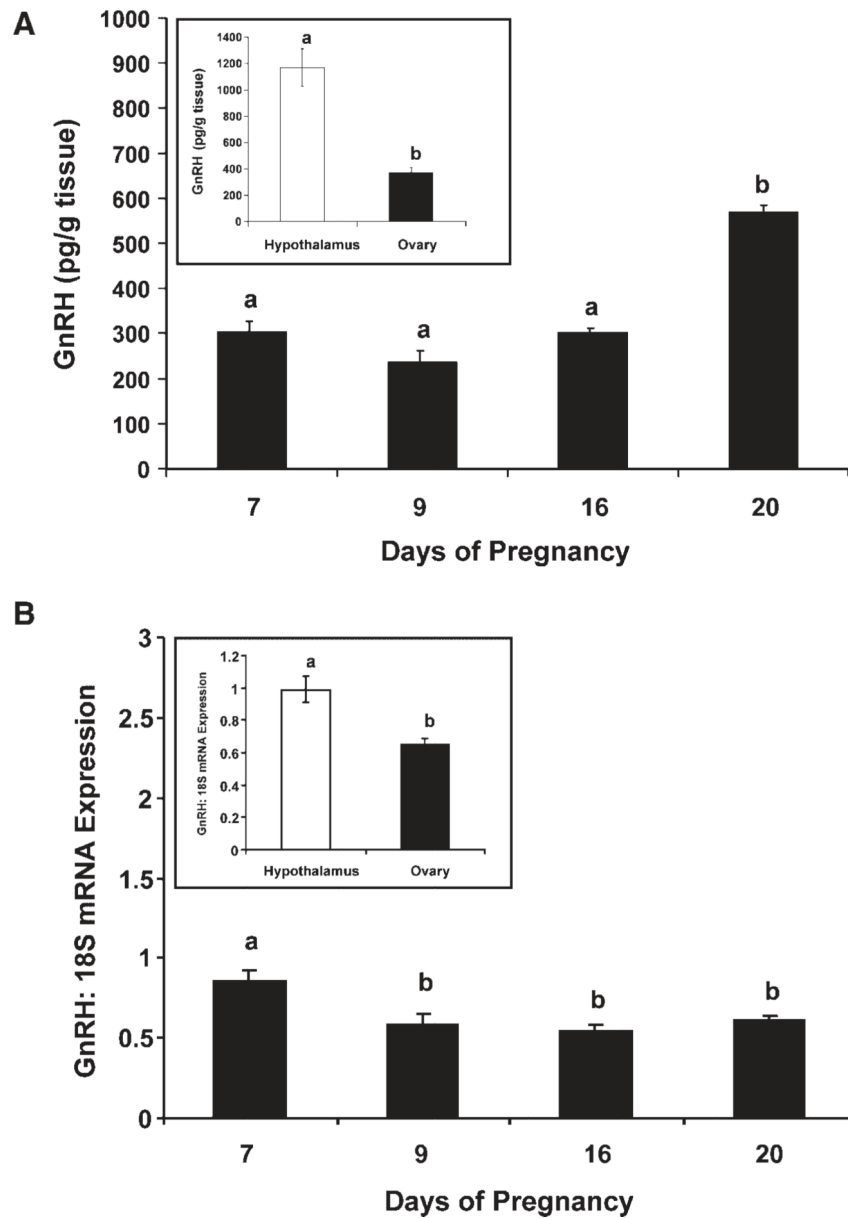 A
GnRH (pg/g tissue)
1000
900
800
700
600
500
400
300
200
100
0
GnRH (pg/g tissue)
1400
1200
1000
800
600
400
200
0
a
b
Hypothalamus Ovary
a
a
a
b
7 9 16 20
Days of Pregnancy
B
GnRH: 18S mRNA Expression
3
2.5
2
1.5
1
0.5
0
GnRH: 18S mRNA Expression
1.2
1
0.8
0.6
0.4
0.2
0
a
b
Hypothalamus Ovary
a
b
b
b
7 9 16 20
Days of Pregnancy